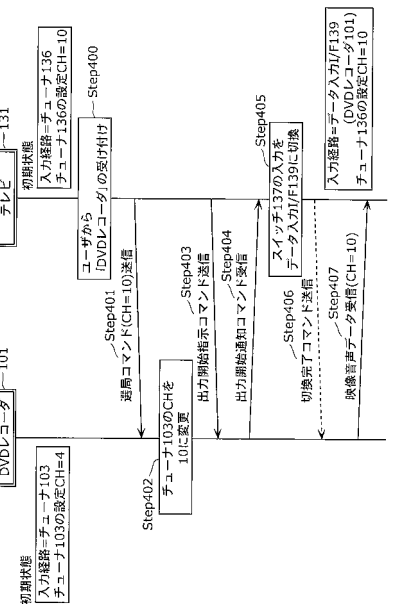 DVDレコーダ
101
テレビ
131
初期状態
入力経路=チューナ103
チューナ103の設定CH=4
初期状態
入力経路=チューナ136
チューナ136の設定CH=10
Step400
ユーザから
「DVDレコーダ」の受け付け
Step401
選局コマンド(CH=10)送信
Step402
チューナ103のCHを
10に変更
Step403
出力開始指示コマンド送信
Step404
出力開始通知コマンド受信
Step405
スイッチ137の入力を
データ入力I/F139に切換
Step406
切換完了コマンド送信
Step407
映像音声データ受信(CH=10)
入力経路=データ入力I/F139
(DVDレコーダ101)
チューナ136の設定CH=10